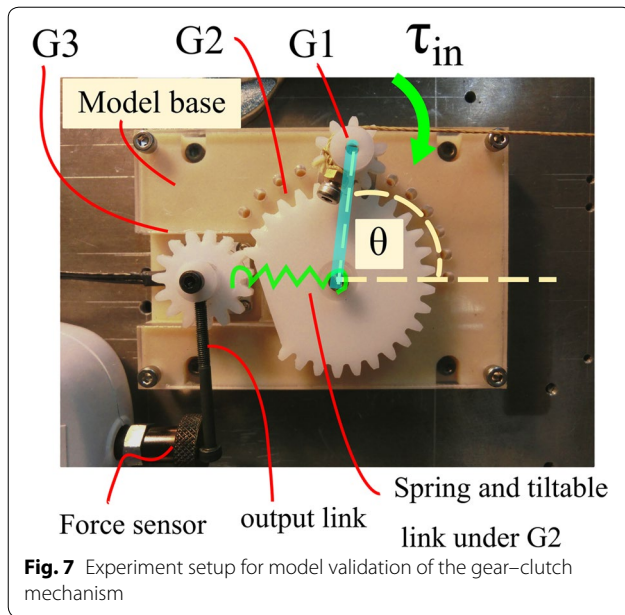 G3 G2 G1 τin
Model base
θ
Force sensor output link Spring and tiltable
link under G2
Fig. 7 Experiment setup for model validation of the gear–clutch
mechanism